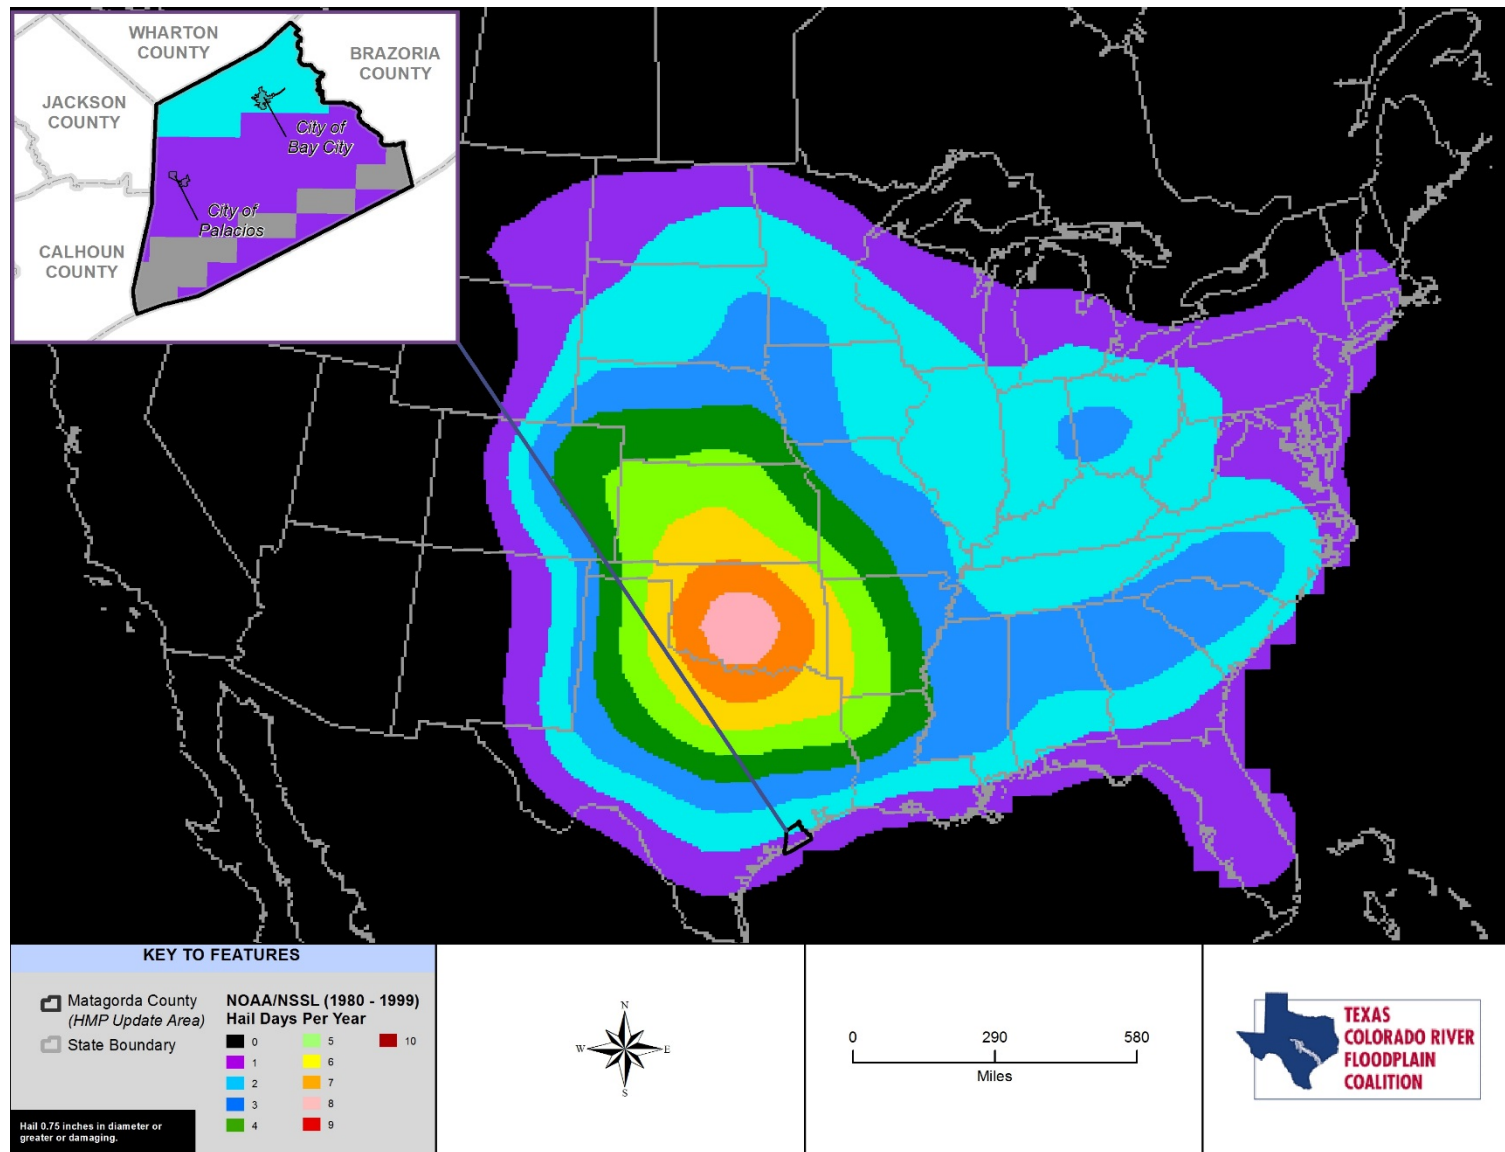 WHARTON
COUNTY
BRAZORIA
COUNTY
JACKSON
COUNTY
City of
Bay City
City of
Palacios
CALHOUN
COUNTY
KEY TO FEATURES
Matagorda County
(HMP Update Area)
State Boundary
NOAA/NSSL (1980 - 1999)
Hail Days Per Year
0
1
2
3
4
5
6
7
8
9
10
Hail 0.75 inches in diameter or
greater or damaging.
N
W
E
S
0 290 580
Miles
TEXAS
COLORADO RIVER
FLOODPLAIN
COALITION